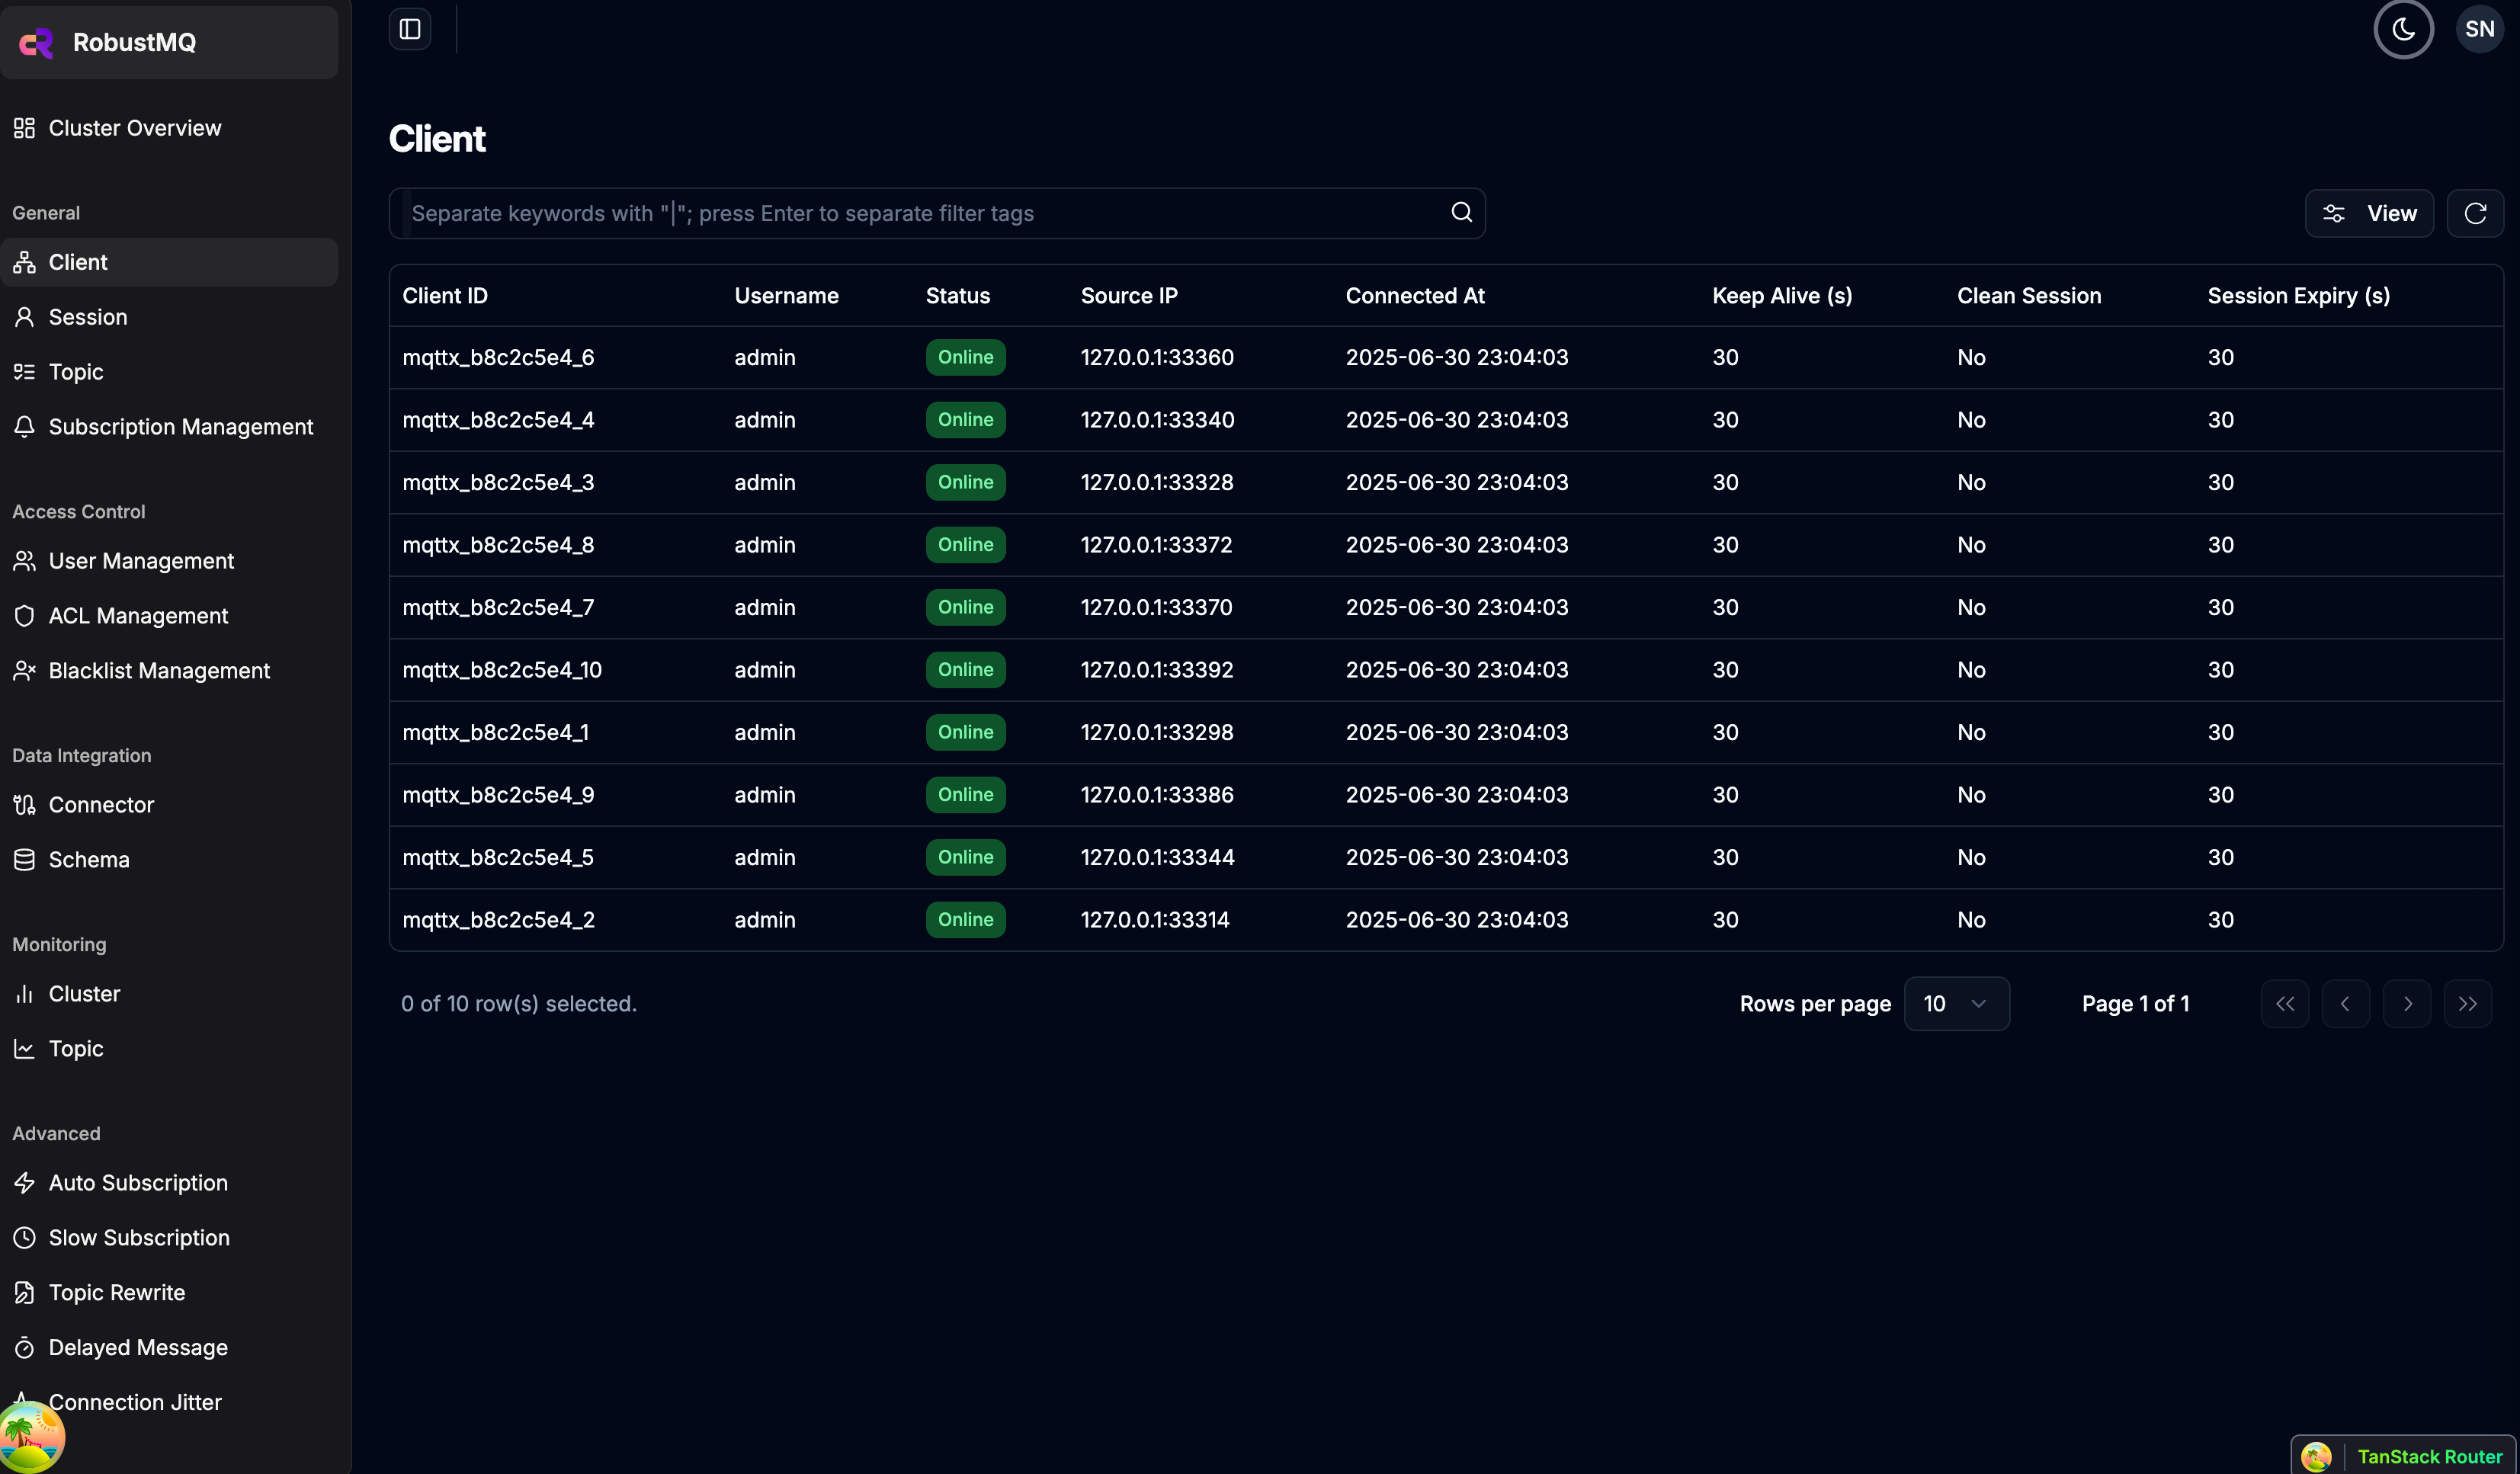 RobustMQ
Cluster Overview
General
Client
Session
Topic
Subscription Management
Access Control
User Management
ACL Management
Blacklist Management
Data Integration
Connector
Schema
Monitoring
Cluster
Topic
Advanced
Auto Subscription
Slow Subscription
Topic Rewrite
Delayed Message
Connection Jitter
SN
Client
Separate keywords with "|"; press Enter to separate filter tags
View
Client ID Username Status Source IP Connected At Keep Alive (s) Clean Session Session Expiry (s)
mqttx_b8c2c5e4_6 admin Online 127.0.0.1:33360 2025-06-30 23:04:03 30 No 30
mqttx_b8c2c5e4_4 admin Online 127.0.0.1:33340 2025-06-30 23:04:03 30 No 30
mqttx_b8c2c5e4_3 admin Online 127.0.0.1:33328 2025-06-30 23:04:03 30 No 30
mqttx_b8c2c5e4_8 admin Online 127.0.0.1:33372 2025-06-30 23:04:03 30 No 30
mqttx_b8c2c5e4_7 admin Online 127.0.0.1:33370 2025-06-30 23:04:03 30 No 30
mqttx_b8c2c5e4_10 admin Online 127.0.0.1:33392 2025-06-30 23:04:03 30 No 30
mqttx_b8c2c5e4_1 admin Online 127.0.0.1:33298 2025-06-30 23:04:03 30 No 30
mqttx_b8c2c5e4_9 admin Online 127.0.0.1:33386 2025-06-30 23:04:03 30 No 30
mqttx_b8c2c5e4_5 admin Online 127.0.0.1:33344 2025-06-30 23:04:03 30 No 30
mqttx_b8c2c5e4_2 admin Online 127.0.0.1:33314 2025-06-30 23:04:03 30 No 30
0 of 10 row(s) selected. Rows per page 10 Page 1 of 1
TanStack Router